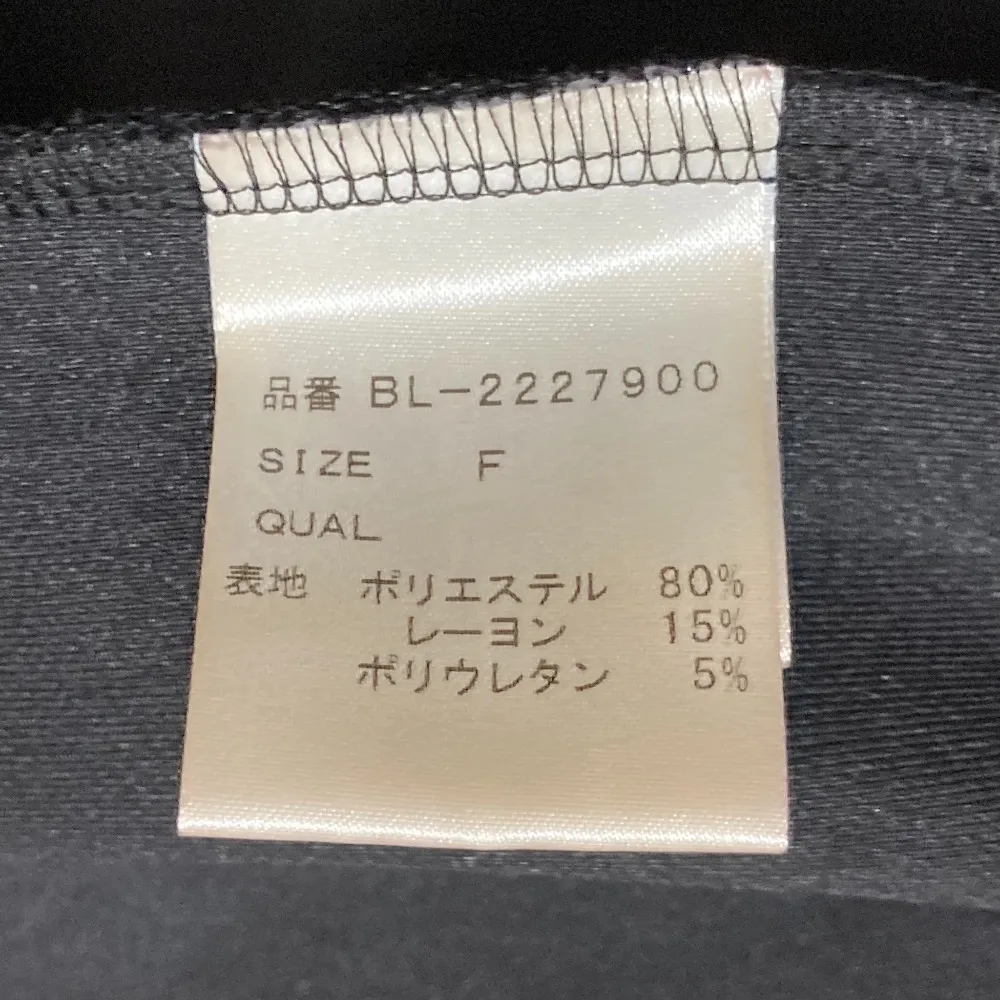 品番 BL-2227900
SIZE F
QUAL
表地 ポリエステル 80%
レーヨン 15%
ポリウレタン 5%